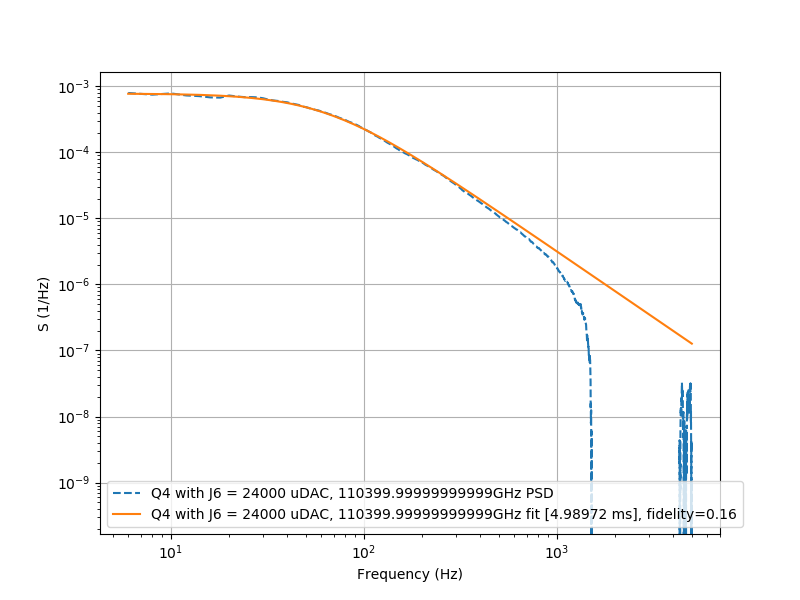 10⁻³
10⁻⁴
10⁻⁵
10⁻⁶
10⁻⁷
10⁻⁸
10⁻⁹
S (1/Hz)
Q4 with J6 = 24000 uDAC, 110399.99999999999GHz PSD
Q4 with J6 = 24000 uDAC, 110399.99999999999GHz fit [4.98972 ms], fidelity=0.16
10¹ 10² 10³
Frequency (Hz)